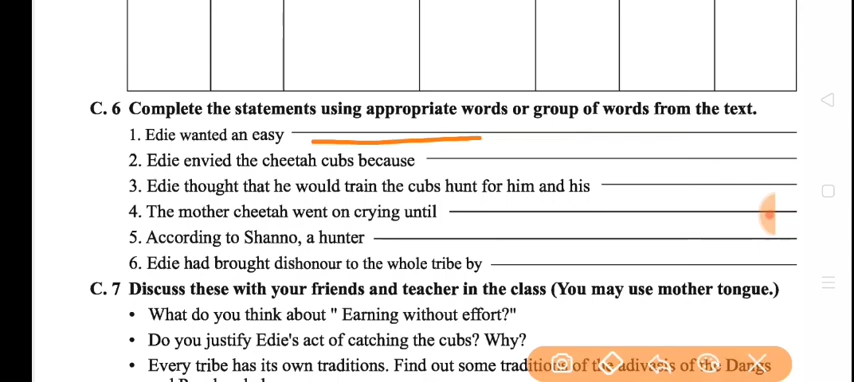 C. 6 Complete the statements using appropriate words or group of words from the text.
1. Edie wanted an easy
2. Edie envied the cheetah cubs because
3. Edie thought that he would train the cubs hunt for him and his
4. The mother cheetah went on crying until
5. According to Shanno, a hunter
6. Edie had brought dishonour to the whole tribe by
C. 7 Discuss these with your friends and teacher in the class (You may use mother tongue.)
• What do you think about " Earning without effort?"
• Do you justify Edie's act of catching the cubs? Why?
• Every tribe has its own traditions. Find out some traditions of the adivasis of the Dangs